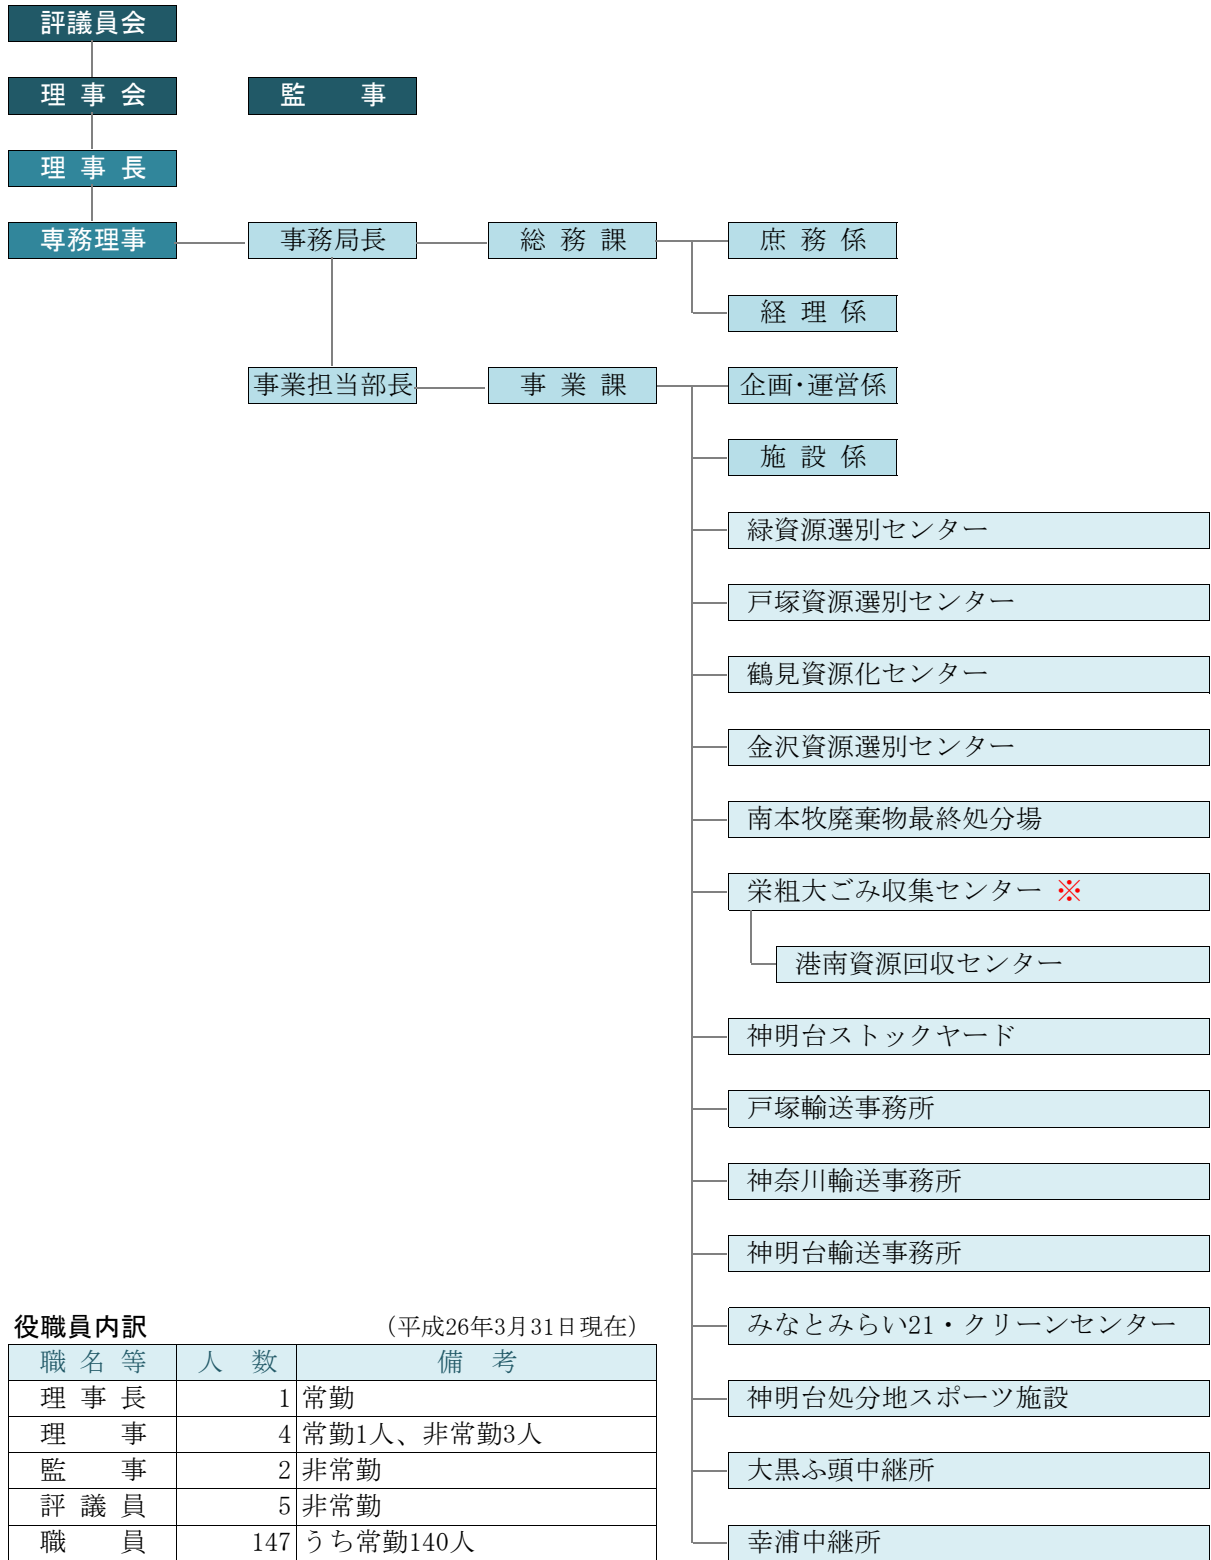 評議員会
理 事 会
監 事
理 事 長
専務理事
事務局長
総 務 課
庶 務 係
経 理 係
事業担当部長
事 業 課
企画･運営係
施 設 係
緑資源選別センター
戸塚資源選別センター
鶴見資源化センター
金沢資源選別センター
南本牧廃棄物最終処分場
栄粗大ごみ収集センター ※
港南資源回収センター
神明台ストックヤード
戸塚輸送事務所
神奈川輸送事務所
神明台輸送事務所
みなとみらい21・クリーンセンター
神明台処分地スポーツ施設
大黒ふ頭中継所
幸浦中継所
役職員内訳 （平成26年3月31日現在）
職 名 等 人 数 備 考
理 事 長 1 常勤
理 事 4 常勤1人、非常勤3人
監 事 2 非常勤
評 議 員 5 非常勤
職 員 147 うち常勤140人